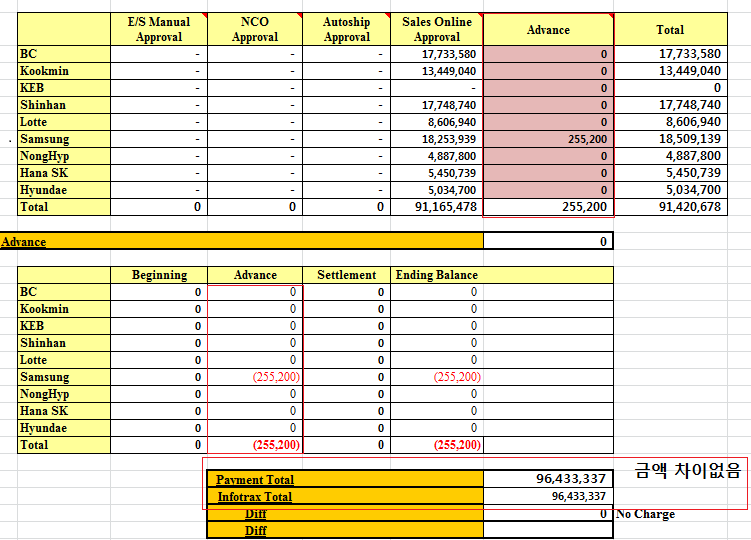 E/S Manual Approval NCO Approval Autoship Approval Sales Online Approval Advance Total
BC - - - 17,733,580 0 17,733,580
Kookmin - - - 13,449,040 0 13,449,040
KEB - - - - 0 0
Shinhan - - - 17,748,740 0 17,748,740
Lotte - - - 8,606,940 0 8,606,940
Samsung - - - 18,253,939 255,200 18,509,139
NongHyp - - - 4,887,800 0 4,887,800
Hana SK - - - 5,450,739 0 5,450,739
Hyundae - - - 5,034,700 0 5,034,700
Total 0 0 0 91,165,478 255,200 91,420,678
Advance 0
Beginning Advance Settlement Ending Balance
BC 0 0 0 0
Kookmin 0 0 0 0
KEB 0 0 0 0
Shinhan 0 0 0 0
Lotte 0 0 0 0
Samsung 0 (255,200) 0 (255,200)
NongHyp 0 0 0 0
Hana SK 0 0 0 0
Hyundae 0 0 0 0
Total 0 (255,200) 0 (255,200)
Payment Total 96,433,337 금액 차이없음
Infotrax Total 96,433,337
Diff 0 No Charge
Diff